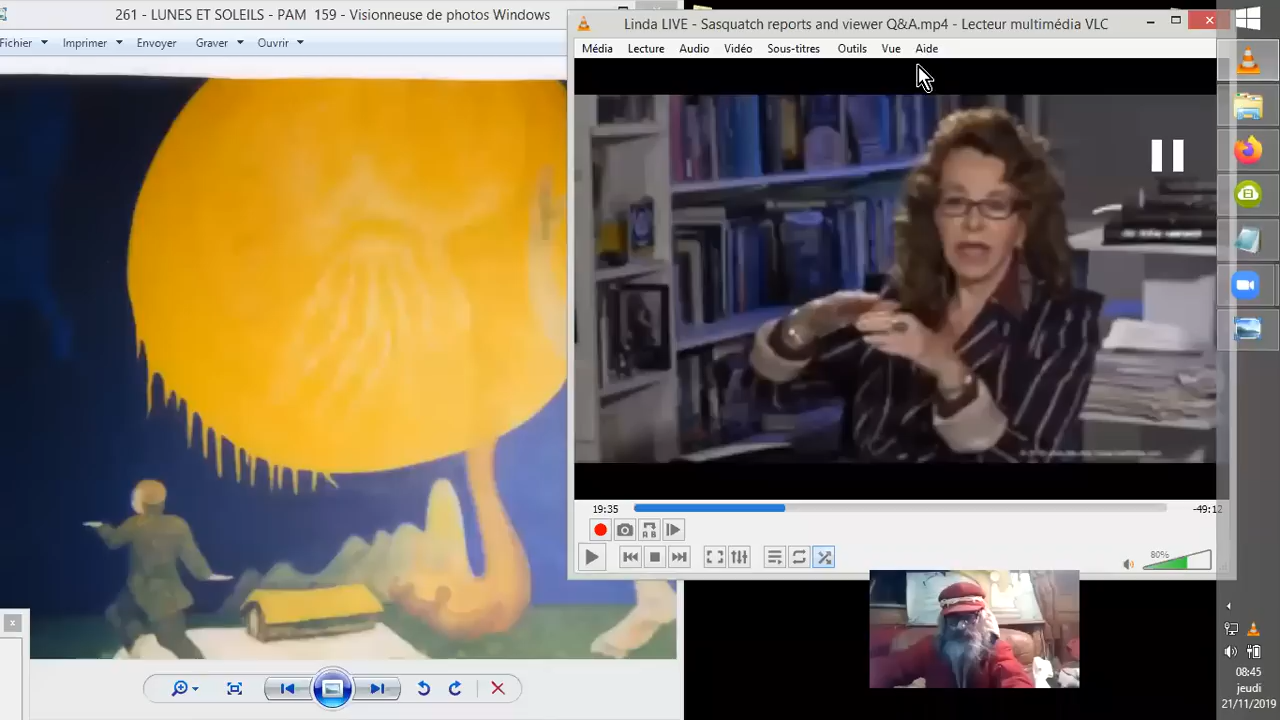 261 - LUNES ET SOLEILS - PAM 159 - Visionneuse de photos Windows
Fichier Imprimer Envoyer Graver Ouvrir
Linda LIVE - Sasquatch reports and viewer Q&A.mp4 - Lecteur multimédia VLC
Média Lecture Audio Vidéo Sous-titres Outils Vue Aide
19:35
-49:12
A B
80%
08:45
jeudi
21/11/2019